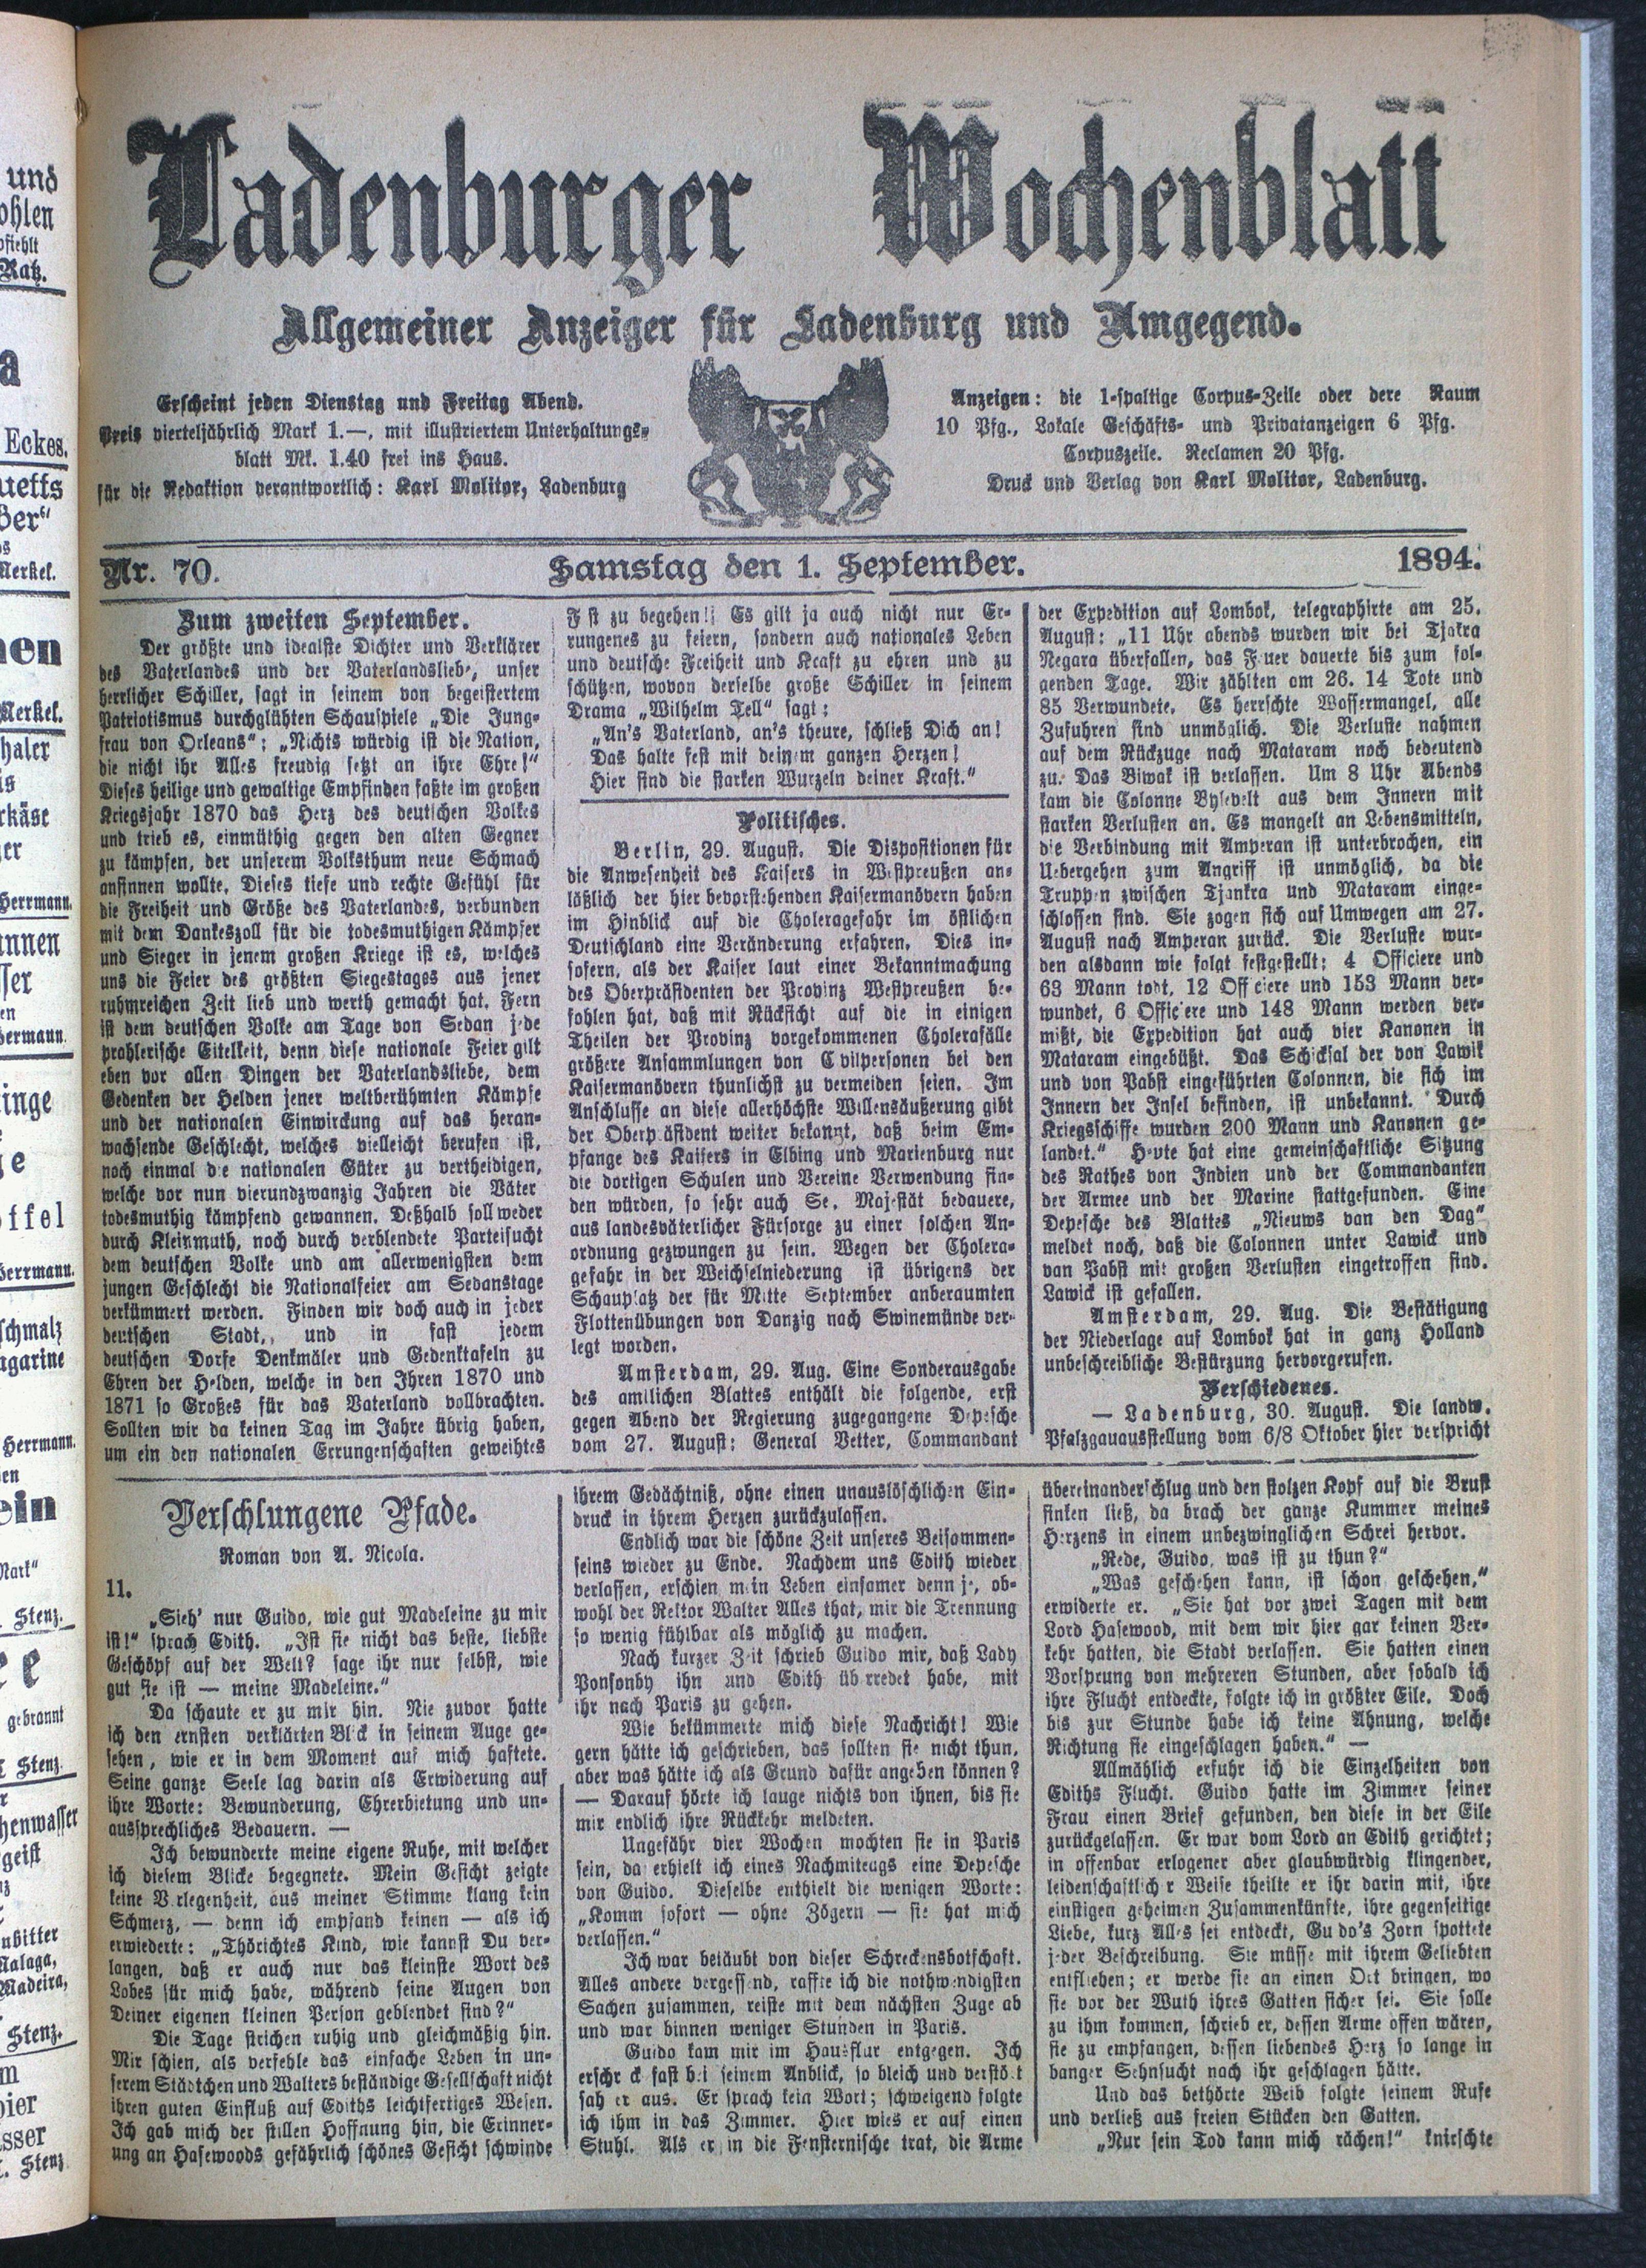 Ladenburger Wochenblatt
Allgemeiner Anzeiger für Ladenburg und Umgegend.
Erscheint jeden Dienstag und Freitag Abend.
Preis vierteljährlich Mark 1.—, mit illustriertem Unterhaltungs-
blatt Mk. 1.40 frei ins Haus.
für die Redaktion verantwortlich: Karl Molitor, Ladenburg
Anzeigen: die 1-spaltige Corpus-Zeile oder dere Raum
10 Pfg., Lokale Geschäfts- und Privatanzeigen 6 Pfg.
Corpuszeile. Reclamen 20 Pfg.
Druck und Verlag von Karl Molitor, Ladenburg.
Nr. 70. Samstag den 1. September. 1894.
Zum zweiten September.
Der größte und idealste Dichter und Verklärer
des Vaterlandes und der Vaterlandsliebe, unser
herrlicher Schiller, sagt in seinem von begeistertem
Patriotismus durchglühten Schauspiele „Die Jung-
frau von Orleans“: „Nichts würdig ist die Nation,
die nicht ihr Alles freudig setzt an ihre Ehre!“
Dieses heilige und gewaltige Empfinden faßte im großen
Kriegsjahr 1870 das Herz des deutschen Volkes
und trieb es, einmüthig gegen den alten Gegner
zu kämpfen, der unserem Volksthum neue Schmach
ansinnen wollte. Dieses tiefe und rechte Gefühl für
die Freiheit und Größe des Vaterlandes, verbunden
mit dem Dankeszoll für die todesmuthigen Kämpfer
und Sieger in jenem großen Kriege ist es, welches
uns die Feier des größten Siegestages aus jener
ruhmreichen Zeit lieb und werth gemacht hat. Fern
ist dem deutschen Volke am Tage von Sedan jede
prahlerische Eitelkeit, denn diese nationale Feier gilt
eben vor allen Dingen der Vaterlandsliebe, dem
Gedenken der Helden jener weltberühmten Kämpfe
und der nationalen Einwirckung auf das heran-
wachsende Geschlecht, welches vielleicht berufen ist,
noch einmal die nationalen Güter zu vertheidigen,
welche vor nun vierundzwanzig Jahren die Väter
todesmuthig kämpfend gewannen. Deßhalb soll weder
durch Kleinmuth, noch durch verblendete Parteisucht
dem deutschen Volke und am allerwenigsten dem
jungen Geschlecht die Nationalfeier am Sedanstage
verkümmert werden. Finden wir doch auch in jeder
deutschen Stadt, und in fast jedem
deutschen Dorfe Denkmäler und Gedenktafeln zu
Ehren der Helden, welche in den Ihren 1870 und
1871 so Großes für das Vaterland vollbrachten.
Sollten wir da keinen Tag im Jahre übrig haben,
um ein den nationalen Errungenschaften geweihtes
F st zu begehen!! Es gilt ja auch nicht nur Er-
rungenes zu feiern, sondern auch nationales Leben
und deutsche Freiheit und Kraft zu ehren und zu
schützen, wovon derselbe große Schiller in seinem
Drama „Wilhelm Tell“ sagt:
„An's Vaterland, an's theure, schließ Dich an!
Das halte fest mit deinem ganzen Herzen!
Hier sind die starken Wurzeln deiner Kraft.“
Politisches.
Berlin, 29. August. Die Dispositionen für
die Anwesenheit des Kaisers in Westpreußen an-
läßlich der hier bevorstehenden Kaisermanövern haben
im Hinblick auf die Choleragefahr im östlichen
Deutschland eine Veränderung erfahren. Dies in-
sofern, als der Kaiser laut einer Bekanntmachung
des Oberpräsidenten der Provinz Westpreußen be-
fohlen hat, daß mit Rücksicht auf die in einigen
Theilen der Provinz vorgekommenen Cholerafälle
größere Ansammlungen von C vilpersonen bei den
Kaisermanövern thunlichst zu vermeiden seien. Im
Anschlusse an diese allerhöchste Willensäußerung gibt
der Oberp äsident weiter bekannt, daß beim Em-
pfange des Kaisers in Elbing und Marienburg nur
die dortigen Schulen und Vereine Verwendung fin-
den würden, so sehr auch Se. Majestät bedauere,
aus landesväterlicher Fürsorge zu einer solchen An-
ordnung gezwungen zu sein. Wegen der Cholera-
gefahr in der Weichselniederung ist übrigens der
Schauplatz der für Mitte September anberaumten
Flottenübungen von Danzig nach Swinemünde ver-
legt worden.
Amsterdam, 29. Aug. Eine Sonderausgabe
des amtlichen Blattes enthält die folgende, erst
gegen Abend der Regierung zugegangene Depesche
vom 27. August: General Vetter, Commandant
der Expedition auf Lombok, telegraphirte am 25.
August: „11 Uhr abends wurden wir bei Tjakra
Negara überfallen, das F uer dauerte bis zum fol-
genden Tage. Wir zählten am 26. 14 Tote und
85 Verwundete. Es herrschte Wassermangel, alle
Zufuhren sind unmöglich. Die Verluste nahmen
auf dem Rückzuge nach Mataram noch bedeutend
zu. Das Biwak ist verlassen. Um 8 Uhr Abends
kam die Colonne Bylevelt aus dem Innern mit
starken Verlusten an. Es mangelt an Lebensmitteln,
die Verbindung mit Amperan ist unterbrochen, ein
Uebergehen zum Angriff ist unmöglich, da die
Truppen zwischen Tjankra und Mataram einge-
schlossen sind. Sie zogen sich auf Umwegen am 27.
August nach Amperan zurück. Die Verluste wur-
den alsdann wie folgt festgestellt: 4 Officiere und
63 Mann todt, 12 Off ciere und 153 Mann ver-
wundet, 6 Offic ere und 148 Mann werden ver-
mißt, die Expedition hat auch vier Kanonen in
Mataram eingebüßt. Das Schicksal der von Lawik
und von Pabst eingeführten Colonnen, die sich im
Innern der Insel befinden, ist unbekannt. Durch
Kriegsschiffe wurden 200 Mann und Kanonen ge-
landet.“ Heute hat eine gemeinschaftliche Sitzung
des Rathes von Indien und der Commandanten
der Armee und der Marine stattgefunden. Eine
Depesche des Blattes „Nieuws van den Dag“
meldet noch, daß die Colonnen unter Lawick und
van Pabst mit großen Verlusten eingetroffen sind.
Lawick ist gefallen.
Amsterdam, 29. Aug. Die Bestätigung
der Niederlage auf Lombok hat in ganz Holland
unbeschreibliche Bestürzung hervorgerufen.
Verschiedenes.
— Ladenburg, 30. August. Die landw.
Pfalzgauausstellung vom 6/8 Oktober hier verspricht
Verschlungene Pfade.
Roman von A. Nicola.
11.
„Sieh' nur Guido, wie gut Madeleine zu mir
ist!“ sprach Edith. „Ist sie nicht das beste, liebste
Geschöpf auf der Welt? sage ihr nur selbst, wie
gut sie ist — meine Madeleine.“
Da schaute er zu mir hin. Nie zuvor hatte
ich den ernsten verklärten Blick in seinem Auge ge-
sehen, wie er in dem Moment auf mich haftete.
Seine ganze Seele lag darin als Erwiderung auf
ihre Worte: Bewunderung, Ehrerbietung und un-
aussprechliches Bedauern. —
Ich bewunderte meine eigene Ruhe, mit welcher
ich diesem Blicke begegnete. Mein Gesicht zeigte
keine V rlegenheit, aus meiner Stimme klang kein
Schmerz, — denn ich empfand keinen — als ich
erwiederte: „Thörichtes Kind, wie kannst Du ver-
langen, daß er auch nur das kleinste Wort des
Lobes für mich habe, während seine Augen von
Deiner eigenen kleinen Person geblendet sind?“
Die Tage strichen ruhig und gleichmäßig hin.
Mir schien, als verfehle das einfache Leben in un-
serem Städtchen und Walters beständige Gesellschaft nicht
ihren guten Einfluß auf Ediths leichtfertiges Wesen.
Ich gab mich der stillen Hoffnung hin, die Erinner-
ung an Hasewoods gefährlich schönes Gesicht schwinde
ihrem Gedächtniß, ohne einen unauslöschlichen Ein-
druck in ihrem Herzen zurückzulassen.
Endlich war die schöne Zeit unseres Beisammen-
seins wieder zu Ende. Nachdem uns Edith wieder
verlassen, erschien mein Leben einsamer denn je, ob-
wohl der Rektor Walter Alles that, mir die Trennung
so wenig fühlbar als möglich zu machen.
Nach kurzer Zeit schrieb Guido mir, daß Lady
Ponsonby ihn und Edith üb rredet habe, mit
ihr nach Paris zu gehen.
Wie bekümmerte mich diese Nachricht! Wie
gern hätte ich geschrieben, das sollten sie nicht thun,
aber was hätte ich als Grund dafür angeben können?
— Darauf hörte ich lauge nichts von ihnen, bis sie
mir endlich ihre Rückkehr meldeten.
Ungefähr vier Wochen mochten sie in Paris
sein, da erhielt ich eines Nachmiteags eine Depesche
von Guido. Dieselbe enthielt die wenigen Worte:
„Komm sofort — ohne Zögern — sie hat mich
verlassen.“
Ich war betäubt von dieser Schreckensbotschaft.
Alles andere vergessend, raffte ich die nothwendigsten
Sachen zusammen, reiste mit dem nächsten Zuge ab
und war binnen weniger Stunden in Paris.
Guido kam mir im Hausflur entgegen. Ich
erschr ck fast bei seinem Anblick, so bleich und verstö t
sah er aus. Er sprach kein Wort; schweigend folgte
ich ihm in das Zimmer. Hier wies er auf einen
Stuhl. Als er in die Fensternische trat, die Arme
übereinanderschlug und den stolzen Kopf auf die Brust
sinken ließ, da brach der ganze Kummer meines
Herzens in einem unbezwinglichen Schrei hervor.
„Rede, Guido, was ist zu thun?“
„Was geschehen kann, ist schon geschehen,“
erwiderte er. „Sie hat vor zwei Tagen mit dem
Lord Hasewood, mit dem wir hier gar keinen Ver-
kehr hatten, die Stadt verlassen. Sie hatten einen
Vorsprung von mehreren Stunden, aber sobald ich
ihre Flucht entdeckte, folgte ich in größter Eile. Doch
bis zur Stunde habe ich keine Ahnung, welche
Richtung sie eingeschlagen haben.“ —
Allmählich erfuhr ich die Einzelheiten von
Ediths Flucht. Guido hatte im Zimmer seiner
Frau einen Brief gefunden, den diese in der Eile
zurückgelassen. Er war vom Lord an Edith gerichtet;
in offenbar erlogener aber glaubwürdig klingender,
leidenschaftlich r Weise theilte er ihr darin mit, ihre
einstigen geheimen Zusammenkünfte, ihre gegenseitige
Liebe, kurz Alles sei entdeckt, Gu do's Zorn spottete
jeder Beschreibung. Sie müsse mit ihrem Geliebten
entfliehen; er werde sie an einen Ort bringen, wo
sie vor der Wuth ihres Gatten sicher sei. Sie solle
zu ihm kommen, schrieb er, dessen Arme offen wären,
sie zu empfangen, dessen liebendes Herz so lange in
banger Sehnsucht nach ihr geschlagen hätte.
Und das bethörte Weib folgte seinem Rufe
und verließ aus freien Stücken den Gatten.
„Nur sein Tod kann mich rächen!“ knirschte